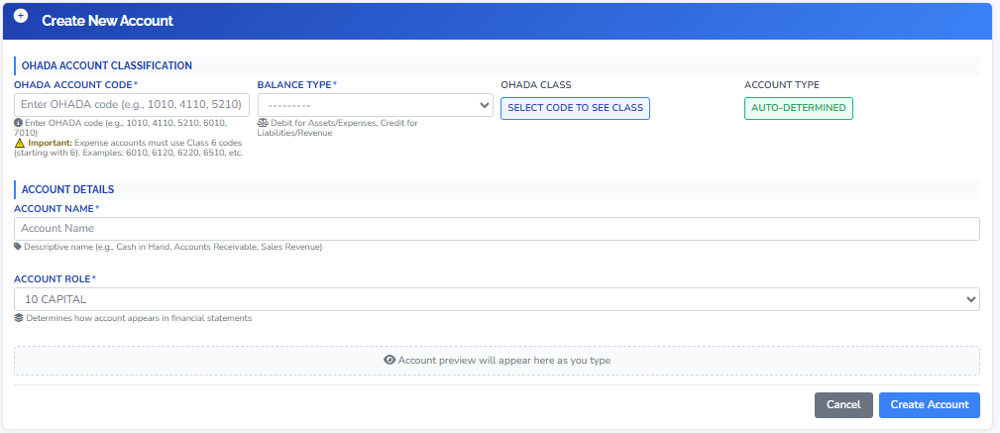 Create New Account
OHADA ACCOUNT CLASSIFICATION
OHADA ACCOUNT CODE*
Enter OHADA code (e.g., 1010, 4110, 5210)
Enter OHADA code (e.g., 1010, 4110, 5210, 6010,
7010)
Important: Expense accounts must use Class 6 codes
(starting with 6). Examples: 6010, 6120, 6220, 6510, etc.
BALANCE TYPE*
---------
Debit for Assets/Expenses, Credit for
Liabilities/Revenue
OHADA CLASS
SELECT CODE TO SEE CLASS
ACCOUNT TYPE
AUTO-DETERMINED
ACCOUNT DETAILS
ACCOUNT NAME*
Account Name
Descriptive name (e.g., Cash in Hand, Accounts Receivable, Sales Revenue)
ACCOUNT ROLE*
10 CAPITAL
Determines how account appears in financial statements
Account preview will appear here as you type
Cancel
Create Account